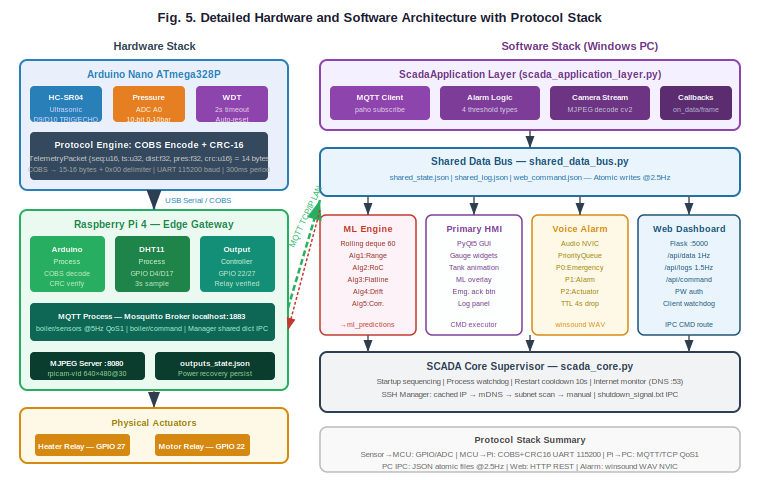 Fig. 5. Detailed Hardware and Software Architecture with Protocol Stack
Hardware Stack
Arduino Nano ATmega328P
HC-SR04
Ultrasonic
D9/D10 TRIG/ECHO
Pressure
ADC A0
10-bit 0-10bar
WDT
2s timeout
Auto-reset
Protocol Engine: COBS Encode + CRC-16
TelemetryPacket {seq:u16, ts:u32, dist:f32, pres:f32, crc:u16} = 14 bytes
COBS → 15-16 bytes + 0x00 delimiter | UART 115200 baud | 300ms period
USB Serial / COBS
Raspberry Pi 4 — Edge Gateway
Arduino
Process
COBS decode
CRC verify
DHT11
Process
GPIO D4/D17
3s sample
Output
Controller
GPIO 22/27
Relay verified
MQTT Process — Mosquitto Broker localhost:1883
boiler/sensors @5Hz QoS1 | boiler/command | Manager shared dict IPC
MJPEG Server :8080
rpicam-vid 640×480@30
outputs_state.json
Power recovery persist
Physical Actuators
Heater Relay — GPIO 27
Motor Relay — GPIO 22
MQTT TCP/IP LAN
Software Stack (Windows PC)
ScadaApplication Layer (scada_application_layer.py)
MQTT Client
paho subscribe
Alarm Logic
4 threshold types
Camera Stream
MJPEG decode cv2
Callbacks
on_data/frame
Shared Data Bus — shared_data_bus.py
shared_state.json | shared_log.json | web_command.json — Atomic writes @2.5Hz
ML Engine
Rolling deque 60
Alg1:Range
Alg2:RoC
Alg3:Flatline
Alg4:Drift
Alg5:Corr.
→ml_predictions
Primary HMI
PyQt5 GUI
Gauge widgets
Tank animation
ML overlay
Emg. ack btn
Log panel
CMD executor
Voice Alarm
Audio NVIC
PriorityQueue
P0:Emergency
P1:Alarm
P2:Actuator
TTL 4s drop
winsound WAV
Web Dashboard
Flask :5000
/api/data 1Hz
/api/logs 1.5Hz
/api/command
PW auth
Client watchdog
IPC CMD route
SCADA Core Supervisor — scada_core.py
Startup sequencing | Process watchdog | Restart cooldown 10s | Internet monitor (DNS :53)
SSH Manager: cached IP → mDNS → subnet scan → manual | shutdown_signal.txt IPC
Protocol Stack Summary
Sensor→MCU: GPIO/ADC | MCU→Pi: COBS+CRC16 UART 115200 | Pi→PC: MQTT/TCP QoS1
PC IPC: JSON atomic files @2.5Hz | Web: HTTP REST | Alarm: winsound WAV NVIC